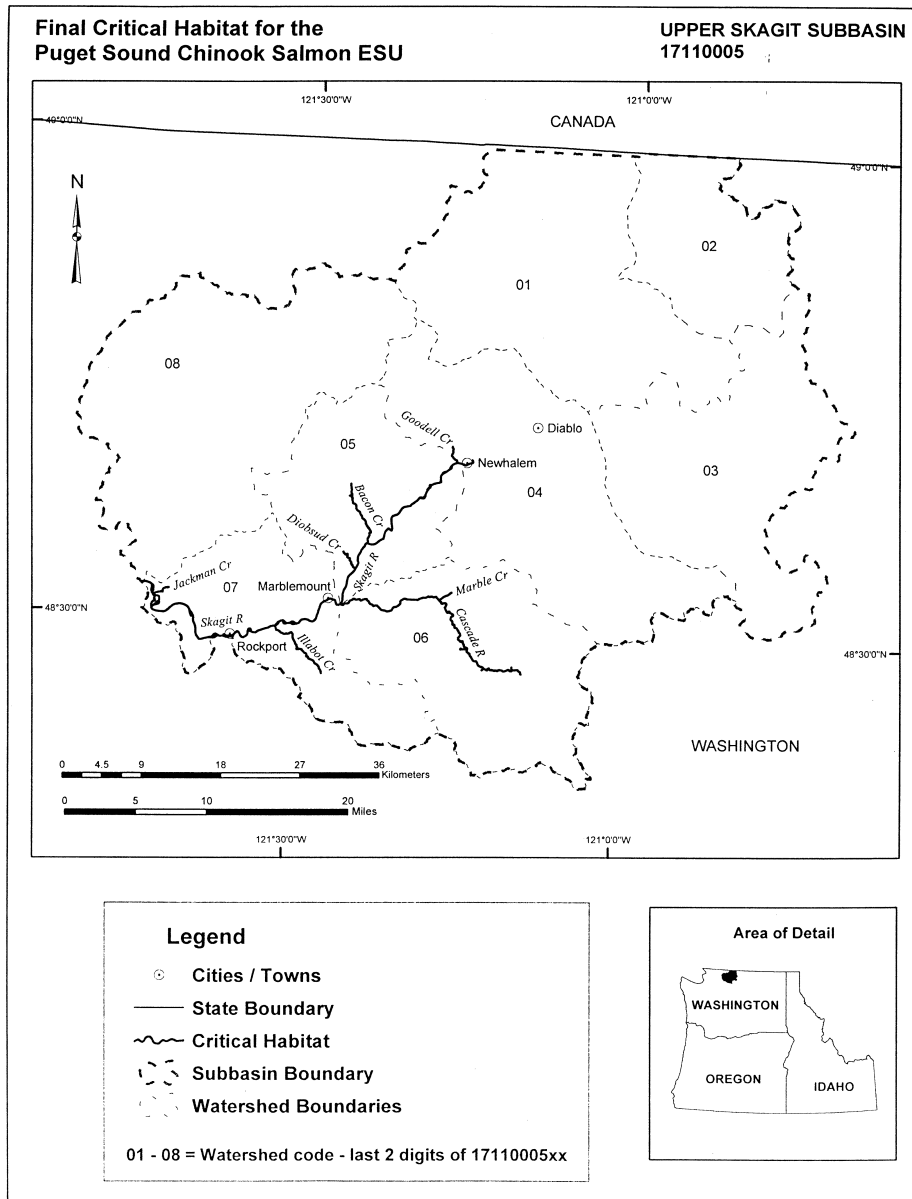 Final Critical Habitat for the
Puget Sound Chinook Salmon ESU
UPPER SKAGIT SUBBASIN
17110005
121°30'0"W
121°0'0"W
49°0'0"N
CANADA
49°0'0"N
N
02
01
08
Goodell Cr
Diablo
05
Newhalem
03
04
Bacon Cr
Diobsud Cr
Skagit R
Jackman Cr
07
Marblemount
Marble Cr
48°30'0"N
Skagit R
06
Cascade R
Rockport
Illabot Cr
48°30'0"N
WASHINGTON
0 4.5 9 18 27 36
Kilometers
0 5 10 20
Miles
121°30'0"W
121°0'0"W
Legend
Cities / Towns
State Boundary
Critical Habitat
Subbasin Boundary
Watershed Boundaries
01 - 08 = Watershed code - last 2 digits of 17110005xx
Area of Detail
WASHINGTON
OREGON
IDAHO